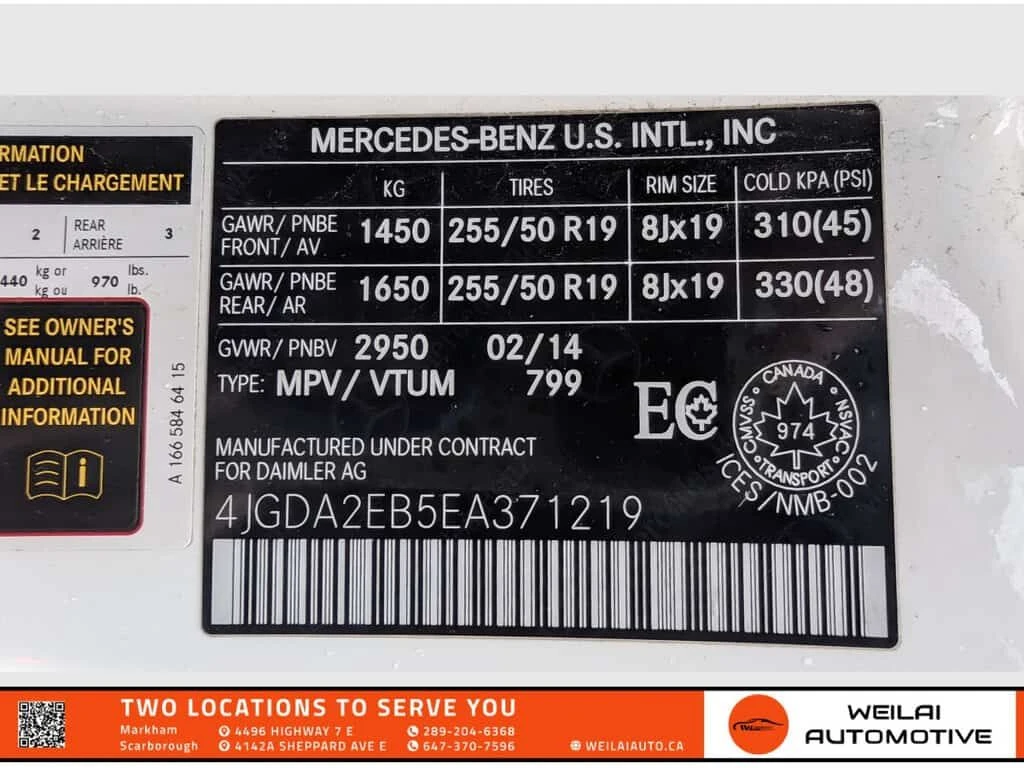 RMATION
ET LE CHARGEMENT
2 REAR ARRIÈRE 3
440 kg or kg ou 970 lbs. lb.
SEE OWNER'S
MANUAL FOR
ADDITIONAL
INFORMATION
i
A 166 584 64 15
MERCEDES-BENZ U.S. INTL., INC
KG TIRES RIM SIZE COLD KPA (PSI)
GAWR/ PNBE FRONT/ AV 1450 255/50 R19 8Jx19 310(45)
GAWR/ PNBE REAR/ AR 1650 255/50 R19 8Jx19 330(48)
GVWR/ PNBV 2950 02/14
TYPE: MPV/ VTUM 799
EC
CANADA
CMVSS NSVAC
974
TRANSPORT
ICES/NMB-002
MANUFACTURED UNDER CONTRACT
FOR DAIMLER AG
4JGDA2EB5EA371219
TWO LOCATIONS TO SERVE YOU
Markham 4496 HIGHWAY 7 E 289-204-6368
Scarborough 4142A SHEPPARD AVE E 647-370-7596 WEILAIAUTO.CA
WEILAI
AUTOMOTIVE